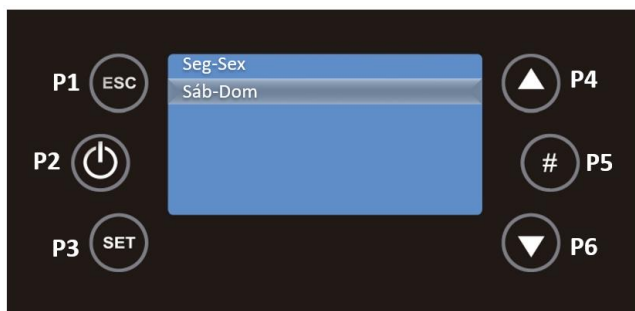 P1 ESC
Seg-Sex
Sáb-Dom
P4
P2
# P5
P3 SET
P6